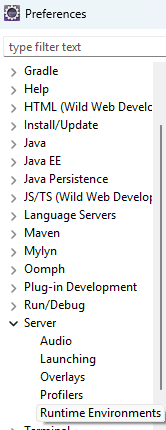 Preferences
type filter text
Gradle
Help
HTML (Wild Web Develo
Install/Update
Java
Java EE
Java Persistence
JS/TS (Wild Web Develop
Language Servers
Maven
Mylyn
Oomph
Plug-in Development
Run/Debug
Server
Audio
Launching
Overlays
Profilers
Runtime Environments
Terminal